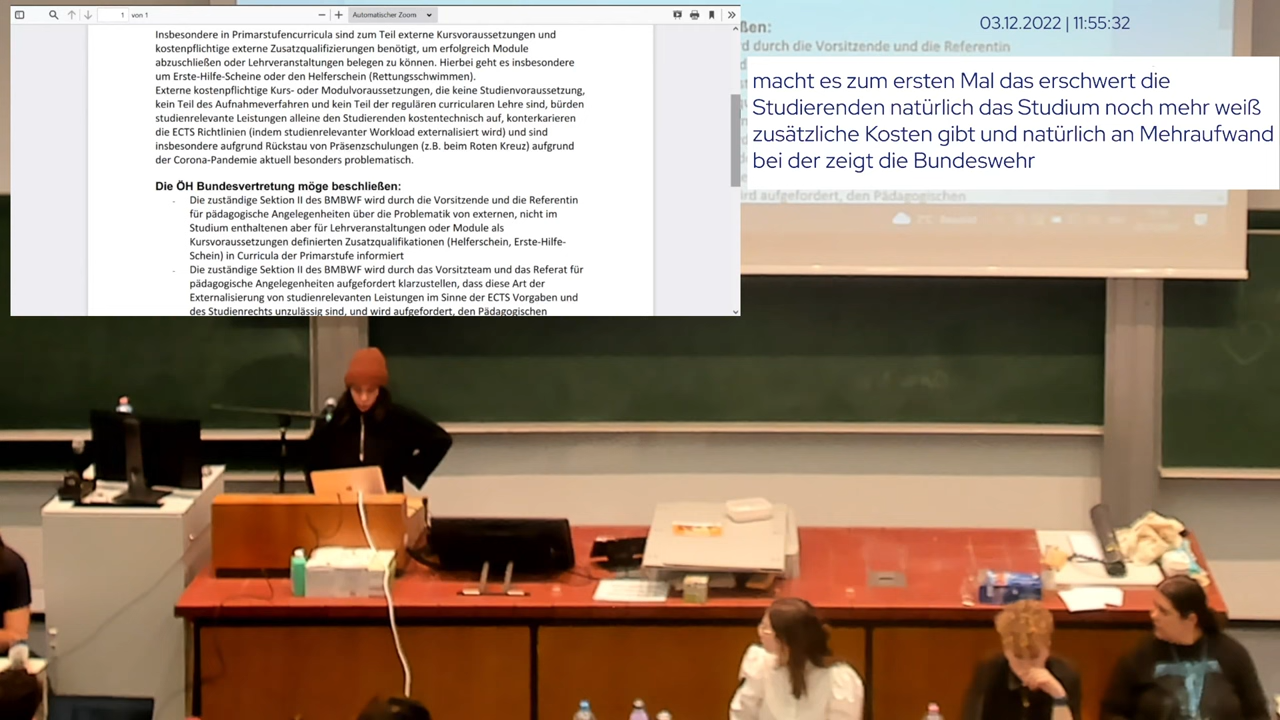 1 von 1
Automatischer Zoom
Insbesondere in Primarstufencurricula sind zum Teil externe Kursvoraussetzungen und
kostenpflichtige externe Zusatzqualifizierungen benötigt, um erfolgreich Module
abzuschließen oder Lehrveranstaltungen belegen zu können. Hierbei geht es insbesondere
um Erste-Hilfe-Scheine oder den Helferschein (Rettungsschwimmen).
Externe kostenpflichtige Kurs- oder Modulvoraussetzungen, die keine Studienvoraussetzung,
kein Teil des Aufnahmeverfahren und kein Teil der regulären curricularen Lehre sind, bürden
studienrelevante Leistungen alleine den Studierenden kostentechnisch auf, konterkarieren
die ECTS Richtlinien (indem studienrelevanter Workload externalisiert wird) und sind
insbesondere aufgrund Rückstau von Präsenzschulungen (z.B. beim Roten Kreuz) aufgrund
der Corona-Pandemie aktuell besonders problematisch.
Die ÖH Bundesvertretung möge beschließen:
- Die zuständige Sektion II des BMBWF wird durch die Vorsitzende und die Referentin
für pädagogische Angelegenheiten über die Problematik von externen, nicht im
Studium enthaltenen aber für Lehrveranstaltungen oder Module als
Kursvoraussetzungen definierten Zusatzqualifikationen (Helferschein, Erste-Hilfe-
Schein) in Curricula der Primarstufe informiert
- Die zuständige Sektion II des BMBWF wird durch das Vorsitzteam und das Referat für
pädagogische Angelegenheiten aufgefordert klarzustellen, dass diese Art der
Externalisierung von studienrelevanten Leistungen im Sinne der ECTS Vorgaben und
des Studienrechts unzulässig sind, und wird aufgefordert, den Pädagogischen
03.12.2022 | 11:55:32
ßen:
d durch die Vorsitzende und die Referentin
macht es zum ersten Mal das erschwert die
Studierenden natürlich das Studium noch mehr weiß
zusätzliche Kosten gibt und natürlich an Mehraufwand
bei der zeigt die Bundeswehr
ird aufgefordert, den Pädagogischen